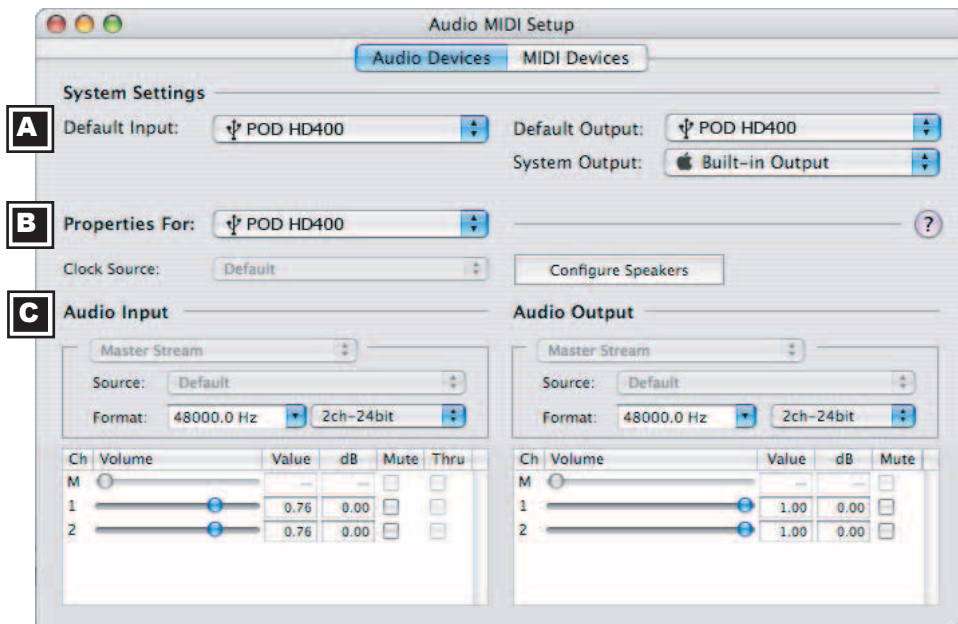 Audio MIDI Setup
Audio Devices MIDI Devices
System Settings
A
Default Input: POD HD400
Default Output: POD HD400
System Output: Built-in Output
B
Properties For: POD HD400
?
Clock Source: Default
Configure Speakers
C
Audio Input
Master Stream
Source: Default
Format: 48000.0 Hz 2ch-24bit
Ch Volume Value dB Mute Thru
M — —
1 0.76 0.00
2 0.76 0.00
Audio Output
Master Stream
Source: Default
Format: 48000.0 Hz 2ch-24bit
Ch Volume Value dB Mute
M — —
1 1.00 0.00
2 1.00 0.00